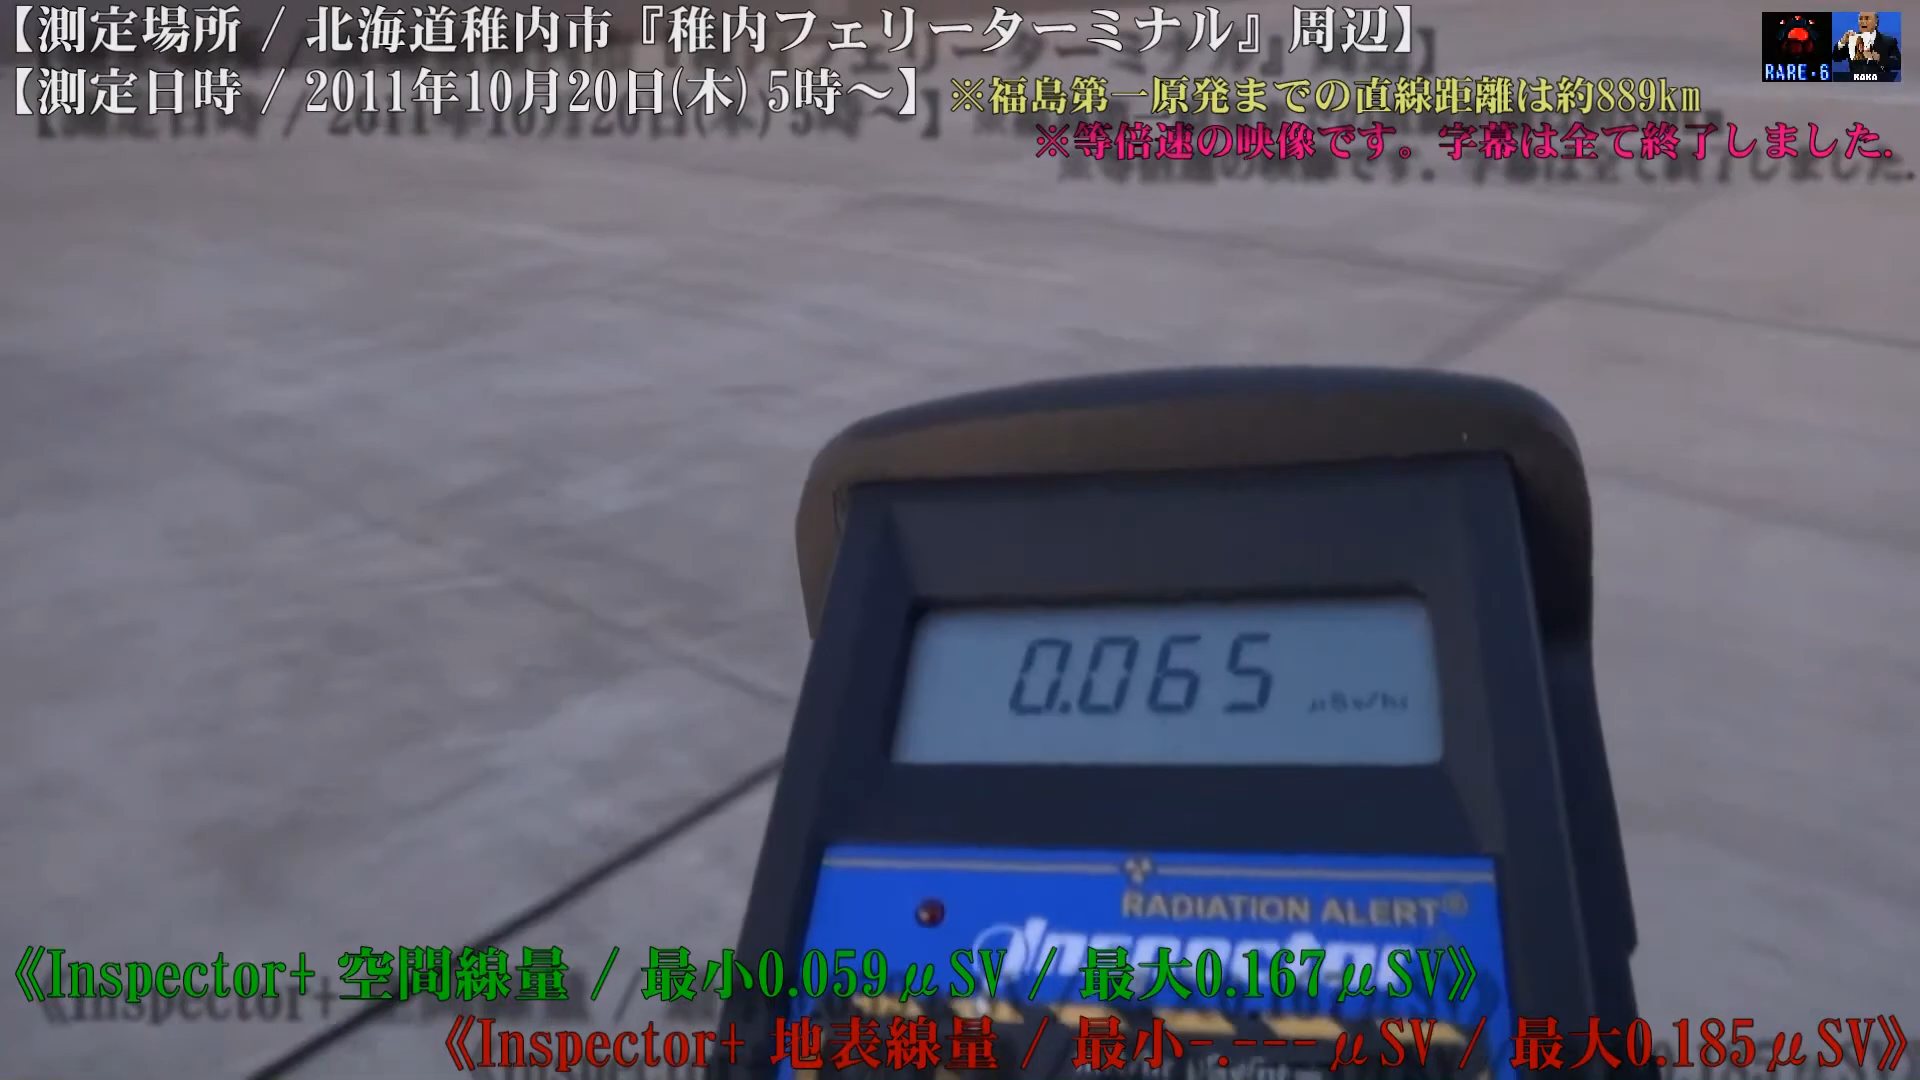 【測定場所 / 北海道稚内市『稚内フェリーターミナル』周辺】
【測定日時 / 2011年10月20日(木) 5時～】
※福島第一原発までの直線距離は約889km
※等倍速の映像です。字幕は全て終了しました.
RARE・6
KAKA
0.065 μSv/hr
RADIATION ALERT®
Inspector
《Inspector+ 空間線量 / 最小0.059μSV / 最大0.167μSV》
《Inspector+ 地表線量 / 最小-.---μSV / 最大0.185μSV》